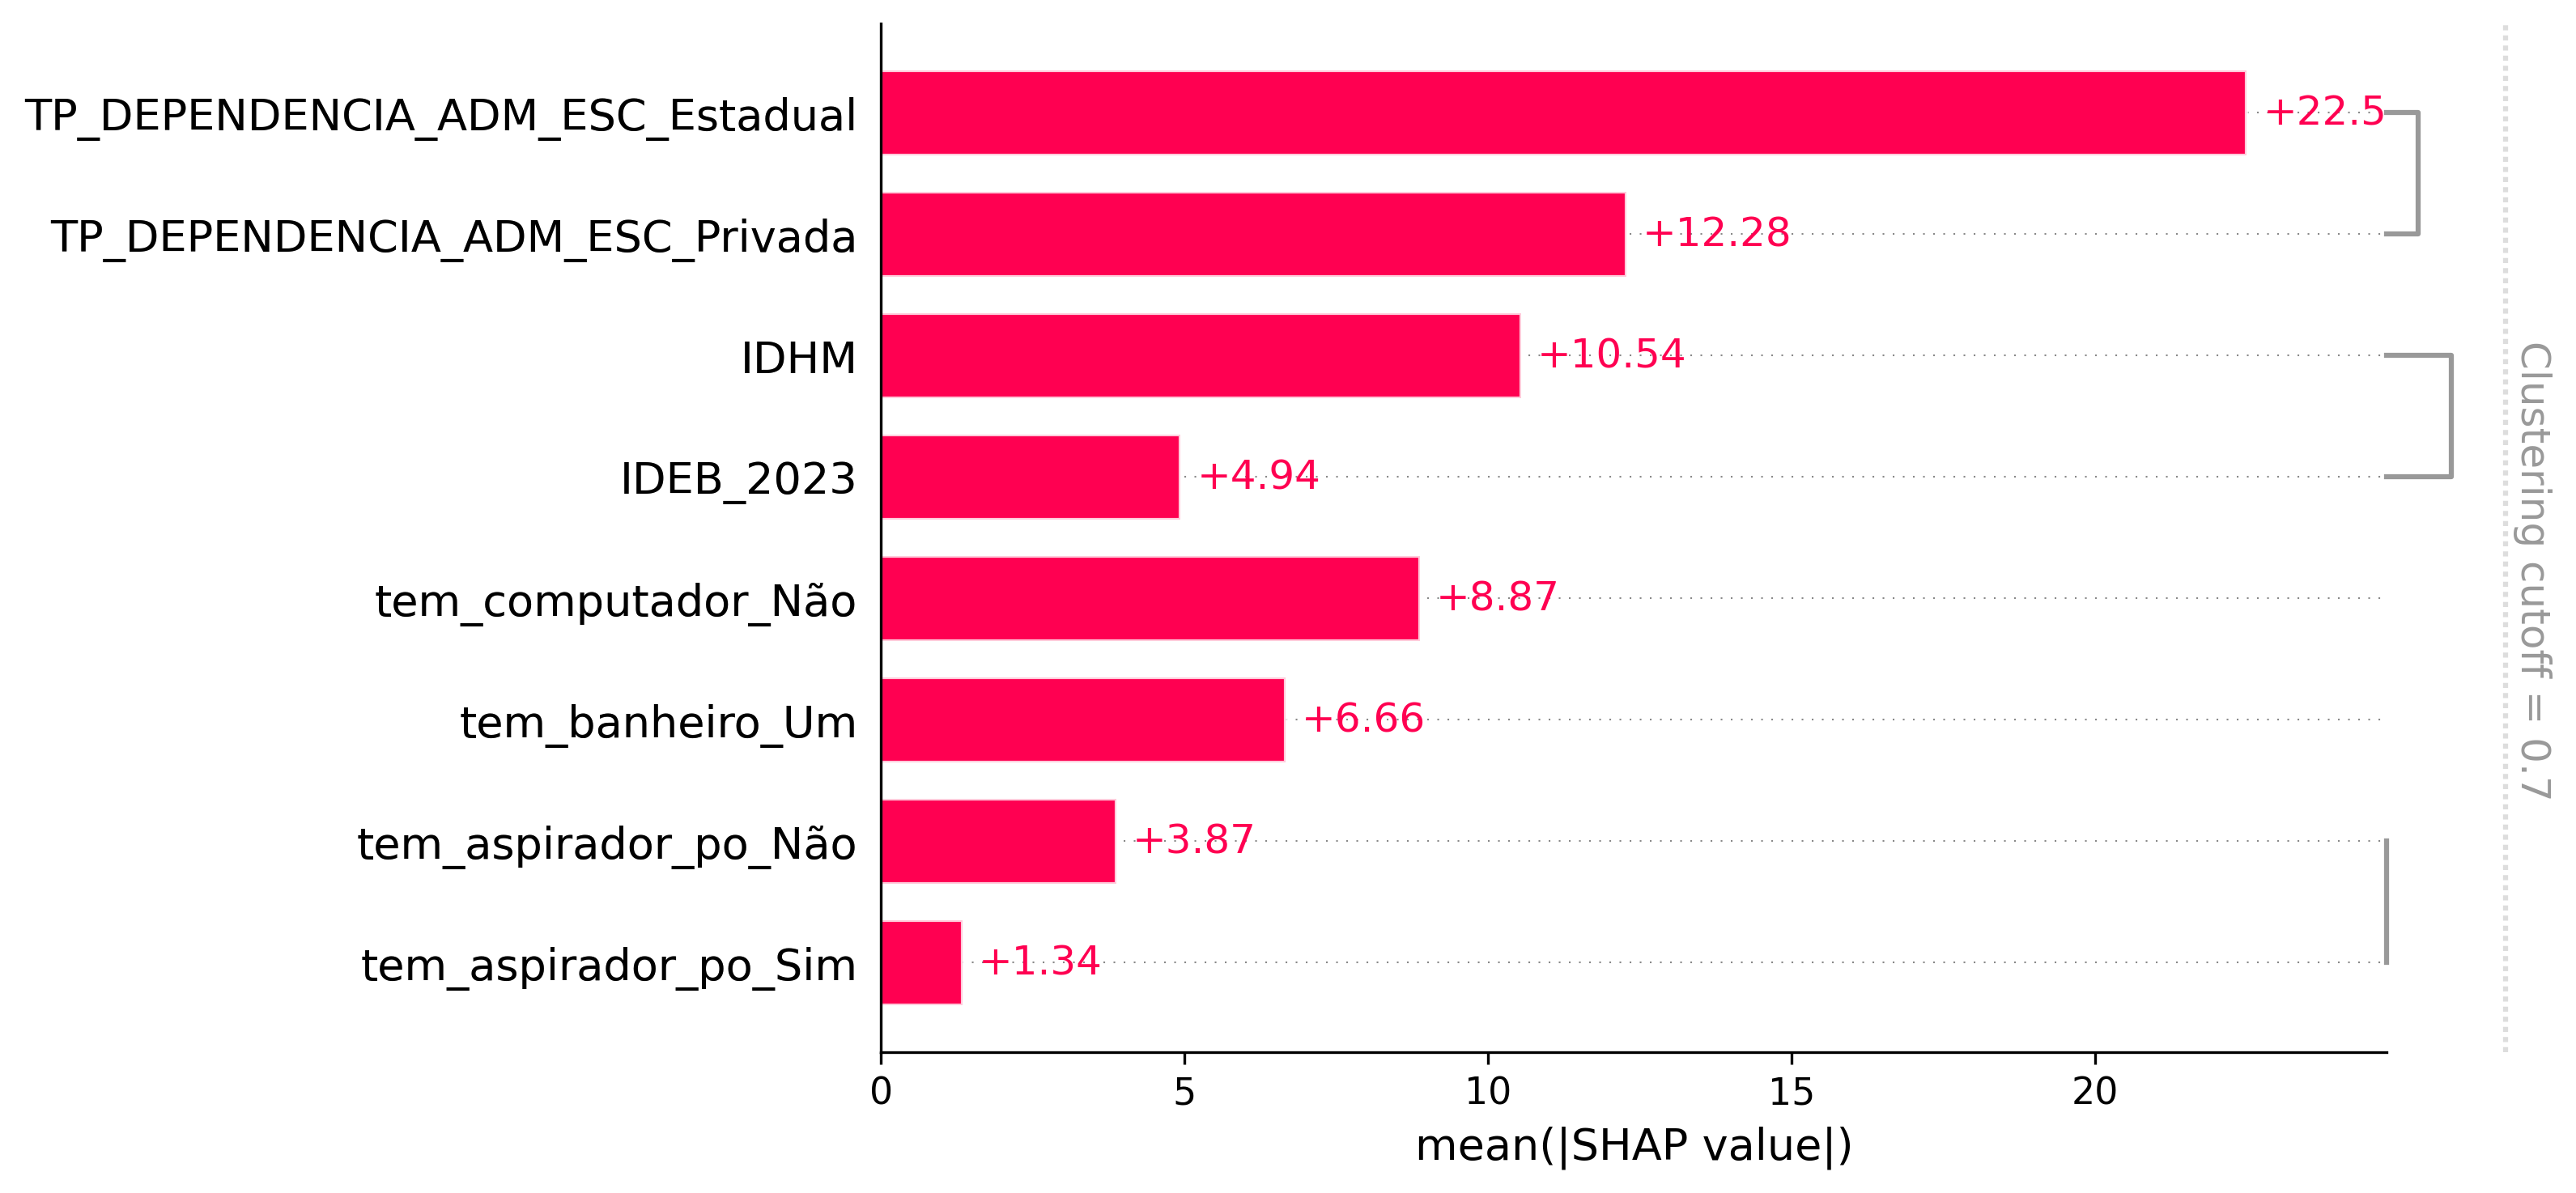 TP_DEPENDENCIA_ADM_ESC_Estadual +22.5
TP_DEPENDENCIA_ADM_ESC_Privada +12.28
IDHM +10.54
IDEB_2023 +4.94
tem_computador_Não +8.87
tem_banheiro_Um +6.66
tem_aspirador_po_Não +3.87
tem_aspirador_po_Sim +1.34
0 5 10 15 20
mean(|SHAP value|)
Clustering cutoff = 0.7